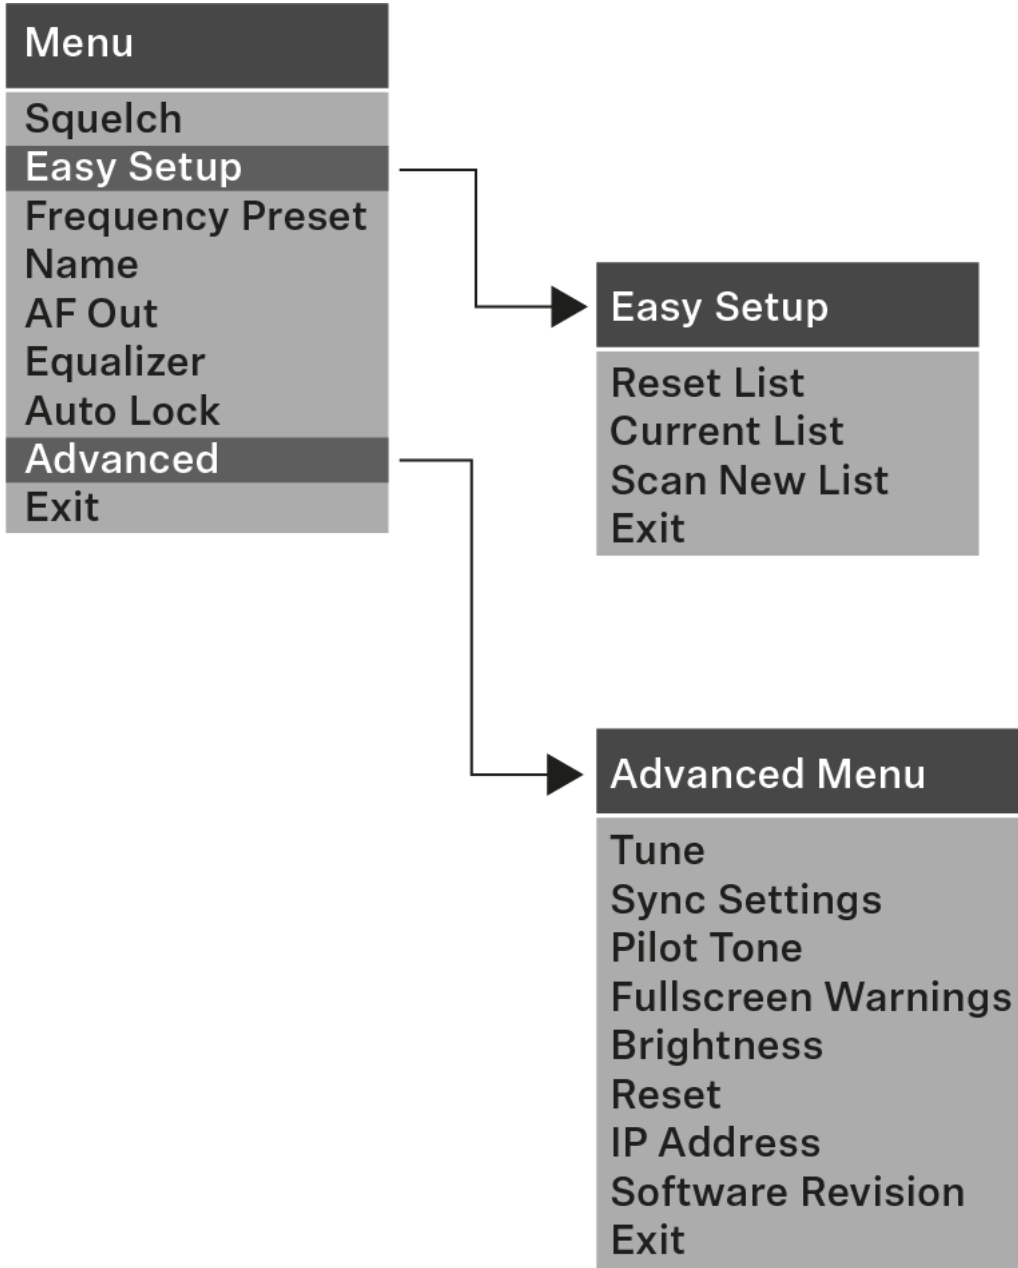 Menu
Squelch
Easy Setup
Frequency Preset
Name
AF Out
Equalizer
Auto Lock
Advanced
Exit
Easy Setup
Reset List
Current List
Scan New List
Exit
Advanced Menu
Tune
Sync Settings
Pilot Tone
Fullscreen Warnings
Brightness
Reset
IP Address
Software Revision
Exit